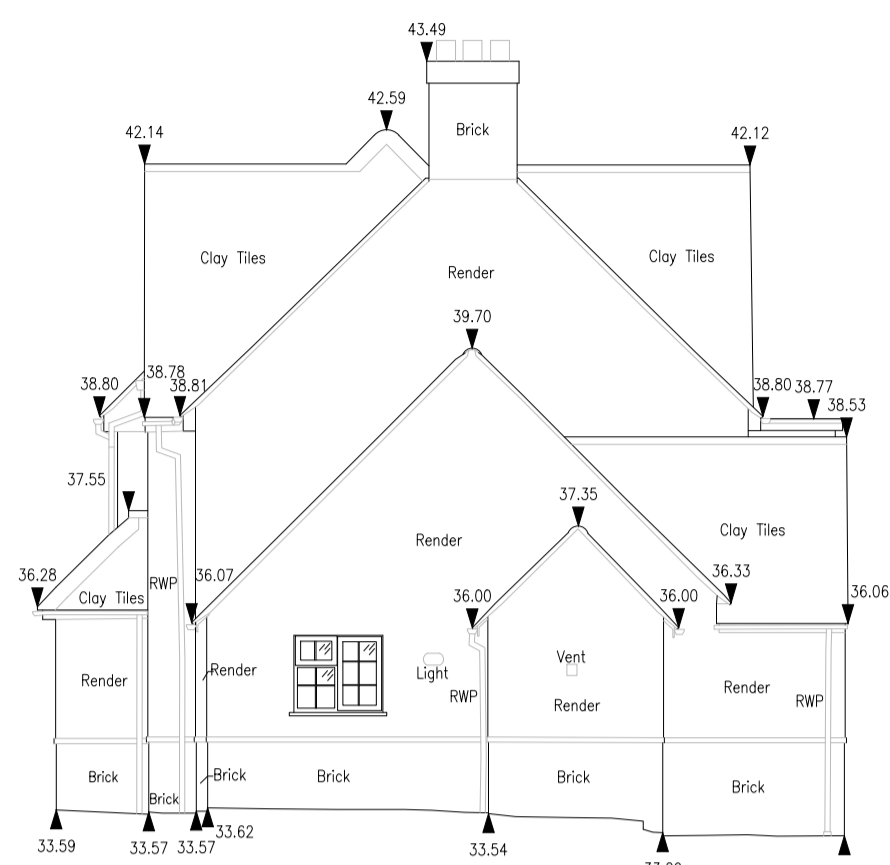 43.49
42.59
42.14
42.12
Brick
Clay Tiles
Clay Tiles
Render
39.70
38.78
38.80
38.81
38.80
38.77
38.53
37.55
37.35
Clay Tiles
Render
36.28
RWP
36.07
36.33
36.06
Clay Tiles
36.00
36.00
Vent
Render
Render
Light
Render
RWP
Render
RWP
Brick
Brick
Brick
Brick
Brick
Brick
33.59
33.57
33.57
33.62
33.54